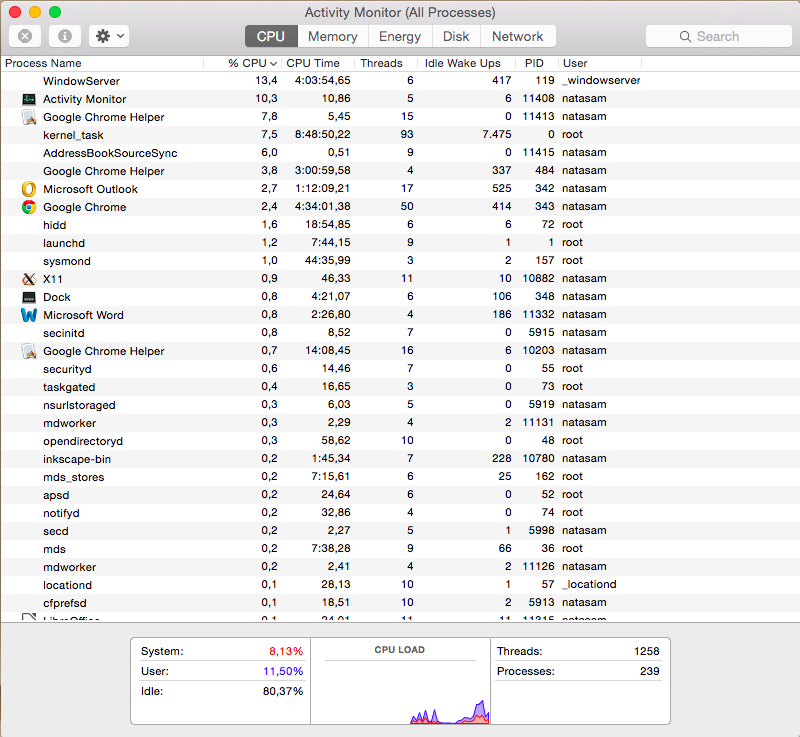 Activity Monitor (All Processes)
CPU Memory Energy Disk Network Search
Process Name % CPU CPU Time Threads Idle Wake Ups PID User
WindowServer 13,4 4:03:54,65 6 417 119 _windowserver
Activity Monitor 10,3 10,86 5 6 11408 natasam
Google Chrome Helper 7,8 5,45 15 0 11413 natasam
kernel_task 7,5 8:48:50,22 93 7.475 0 root
AddressBookSourceSync 6,0 0,51 9 0 11415 natasam
Google Chrome Helper 3,8 3:00:59,58 4 337 484 natasam
Microsoft Outlook 2,7 1:12:09,21 17 525 342 natasam
Google Chrome 2,4 4:34:01,38 50 414 343 natasam
hidd 1,6 18:54,85 6 6 72 root
launchd 1,2 7:44,15 9 1 1 root
sysmond 1,0 44:35,99 3 2 157 root
X11 0,9 46,33 11 10 10882 natasam
Dock 0,8 4:21,07 6 106 348 natasam
Microsoft Word 0,8 2:26,80 4 186 11332 natasam
secinitd 0,8 8,52 7 0 5915 natasam
Google Chrome Helper 0,7 14:08,45 16 6 10203 natasam
securityd 0,6 14,46 7 0 55 root
taskgated 0,4 16,65 3 0 73 root
nsurlstoraged 0,3 6,03 5 0 5919 natasam
mdworker 0,3 2,29 4 2 11131 natasam
opendirectoryd 0,3 58,62 10 0 48 root
inkscape-bin 0,2 1:45,34 7 228 10780 natasam
mds_stores 0,2 7:15,61 6 25 162 root
apsd 0,2 24,64 6 0 52 root
notifyd 0,2 32,86 4 0 74 root
secd 0,2 2,27 5 1 5998 natasam
mds 0,2 7:38,28 9 66 36 root
mdworker 0,2 2,41 4 2 11126 natasam
locationd 0,1 28,13 10 1 57 _locationd
cfprefsd 0,1 18,51 10 2 5913 natasam
LibreOffice 0,1 24,01 11 11 11315 natasam
System: 8,13% CPU LOAD Threads: 1258
User: 11,50% Processes: 239
Idle: 80,37%